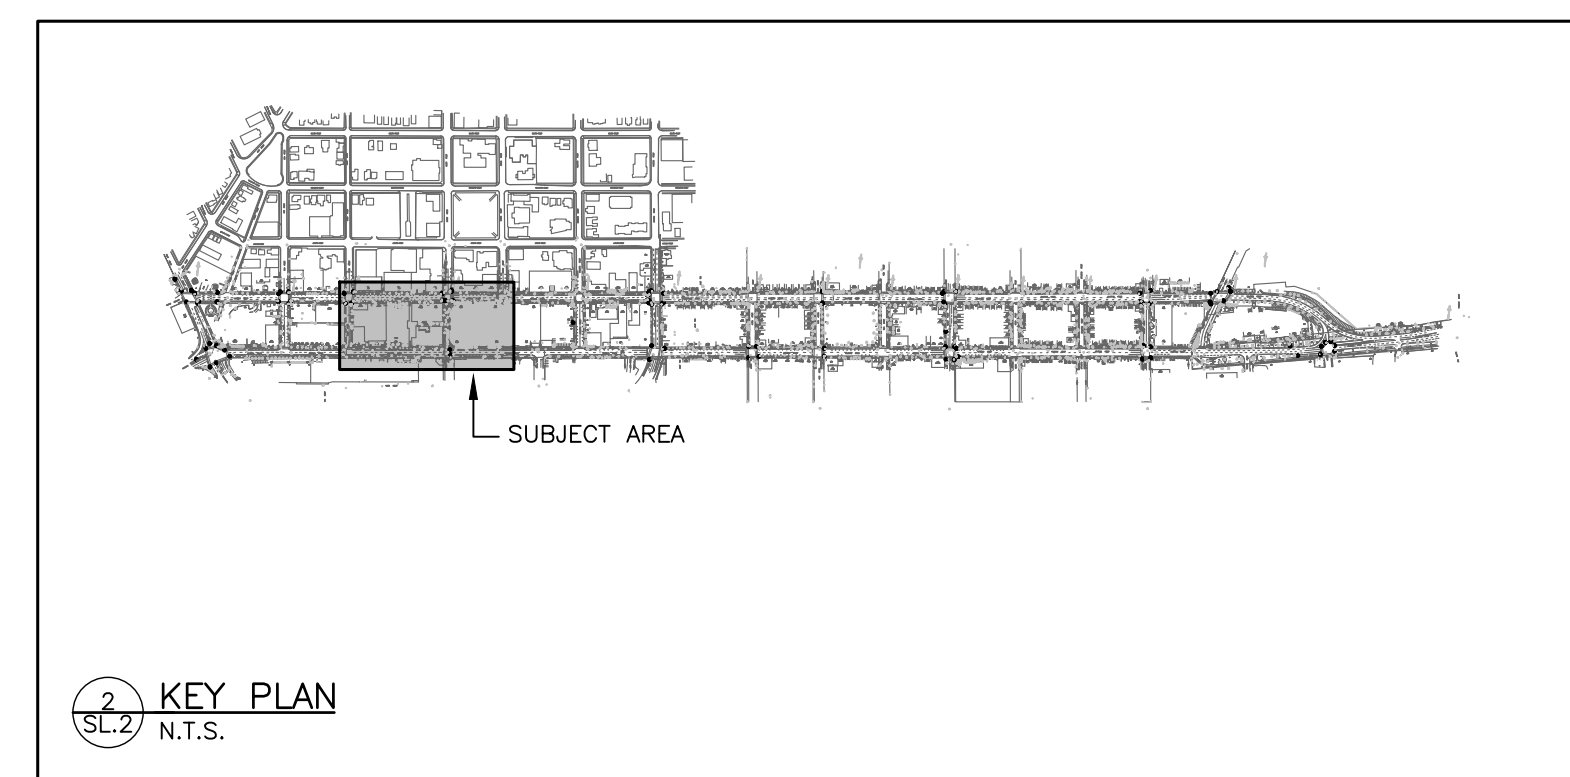 SUBJECT AREA
2
SL.2
KEY PLAN
N.T.S.